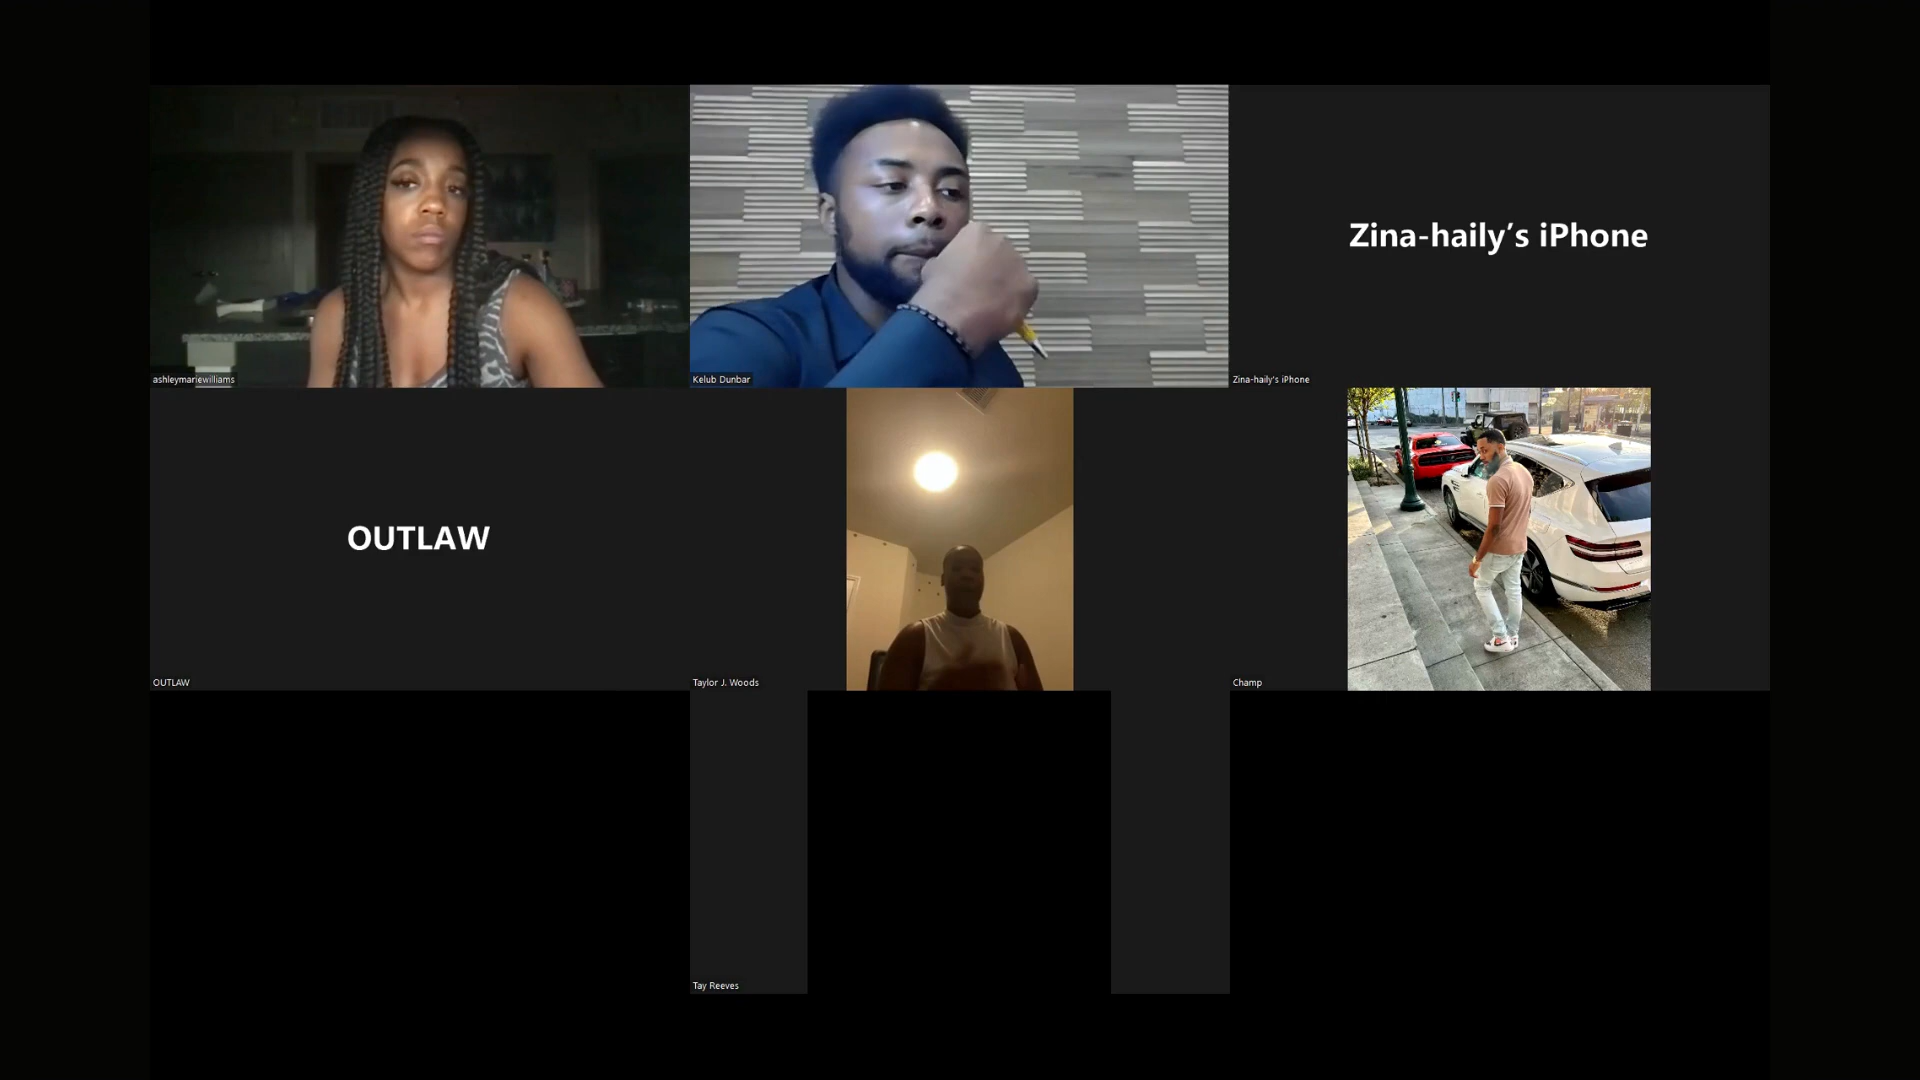 Zina-haily’s iPhone
ashleymariewilliams
Kelub Dunbar
Zina-haily's iPhone
OUTLAW
OUTLAW
Taylor J. Woods
Champ
Tay Reeves